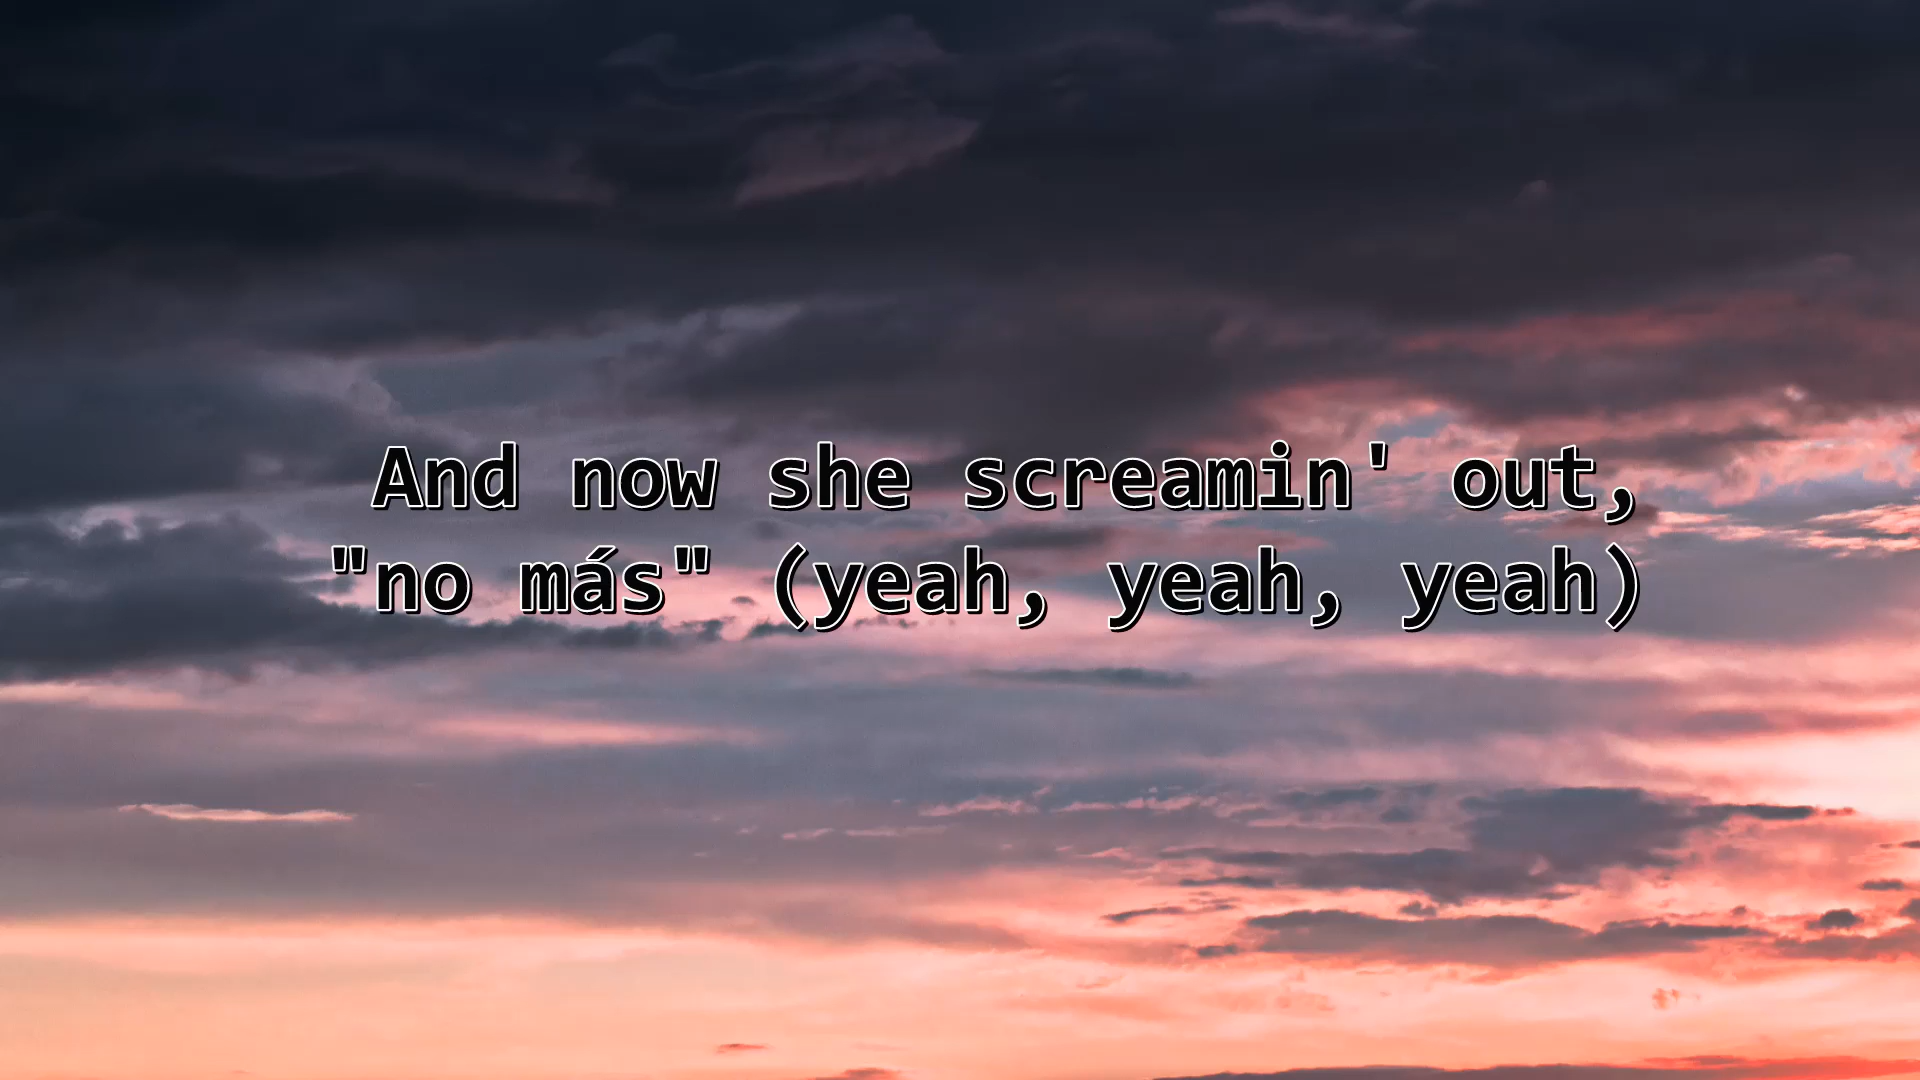 And now she screamin' out,
"no más" (yeah, yeah, yeah)